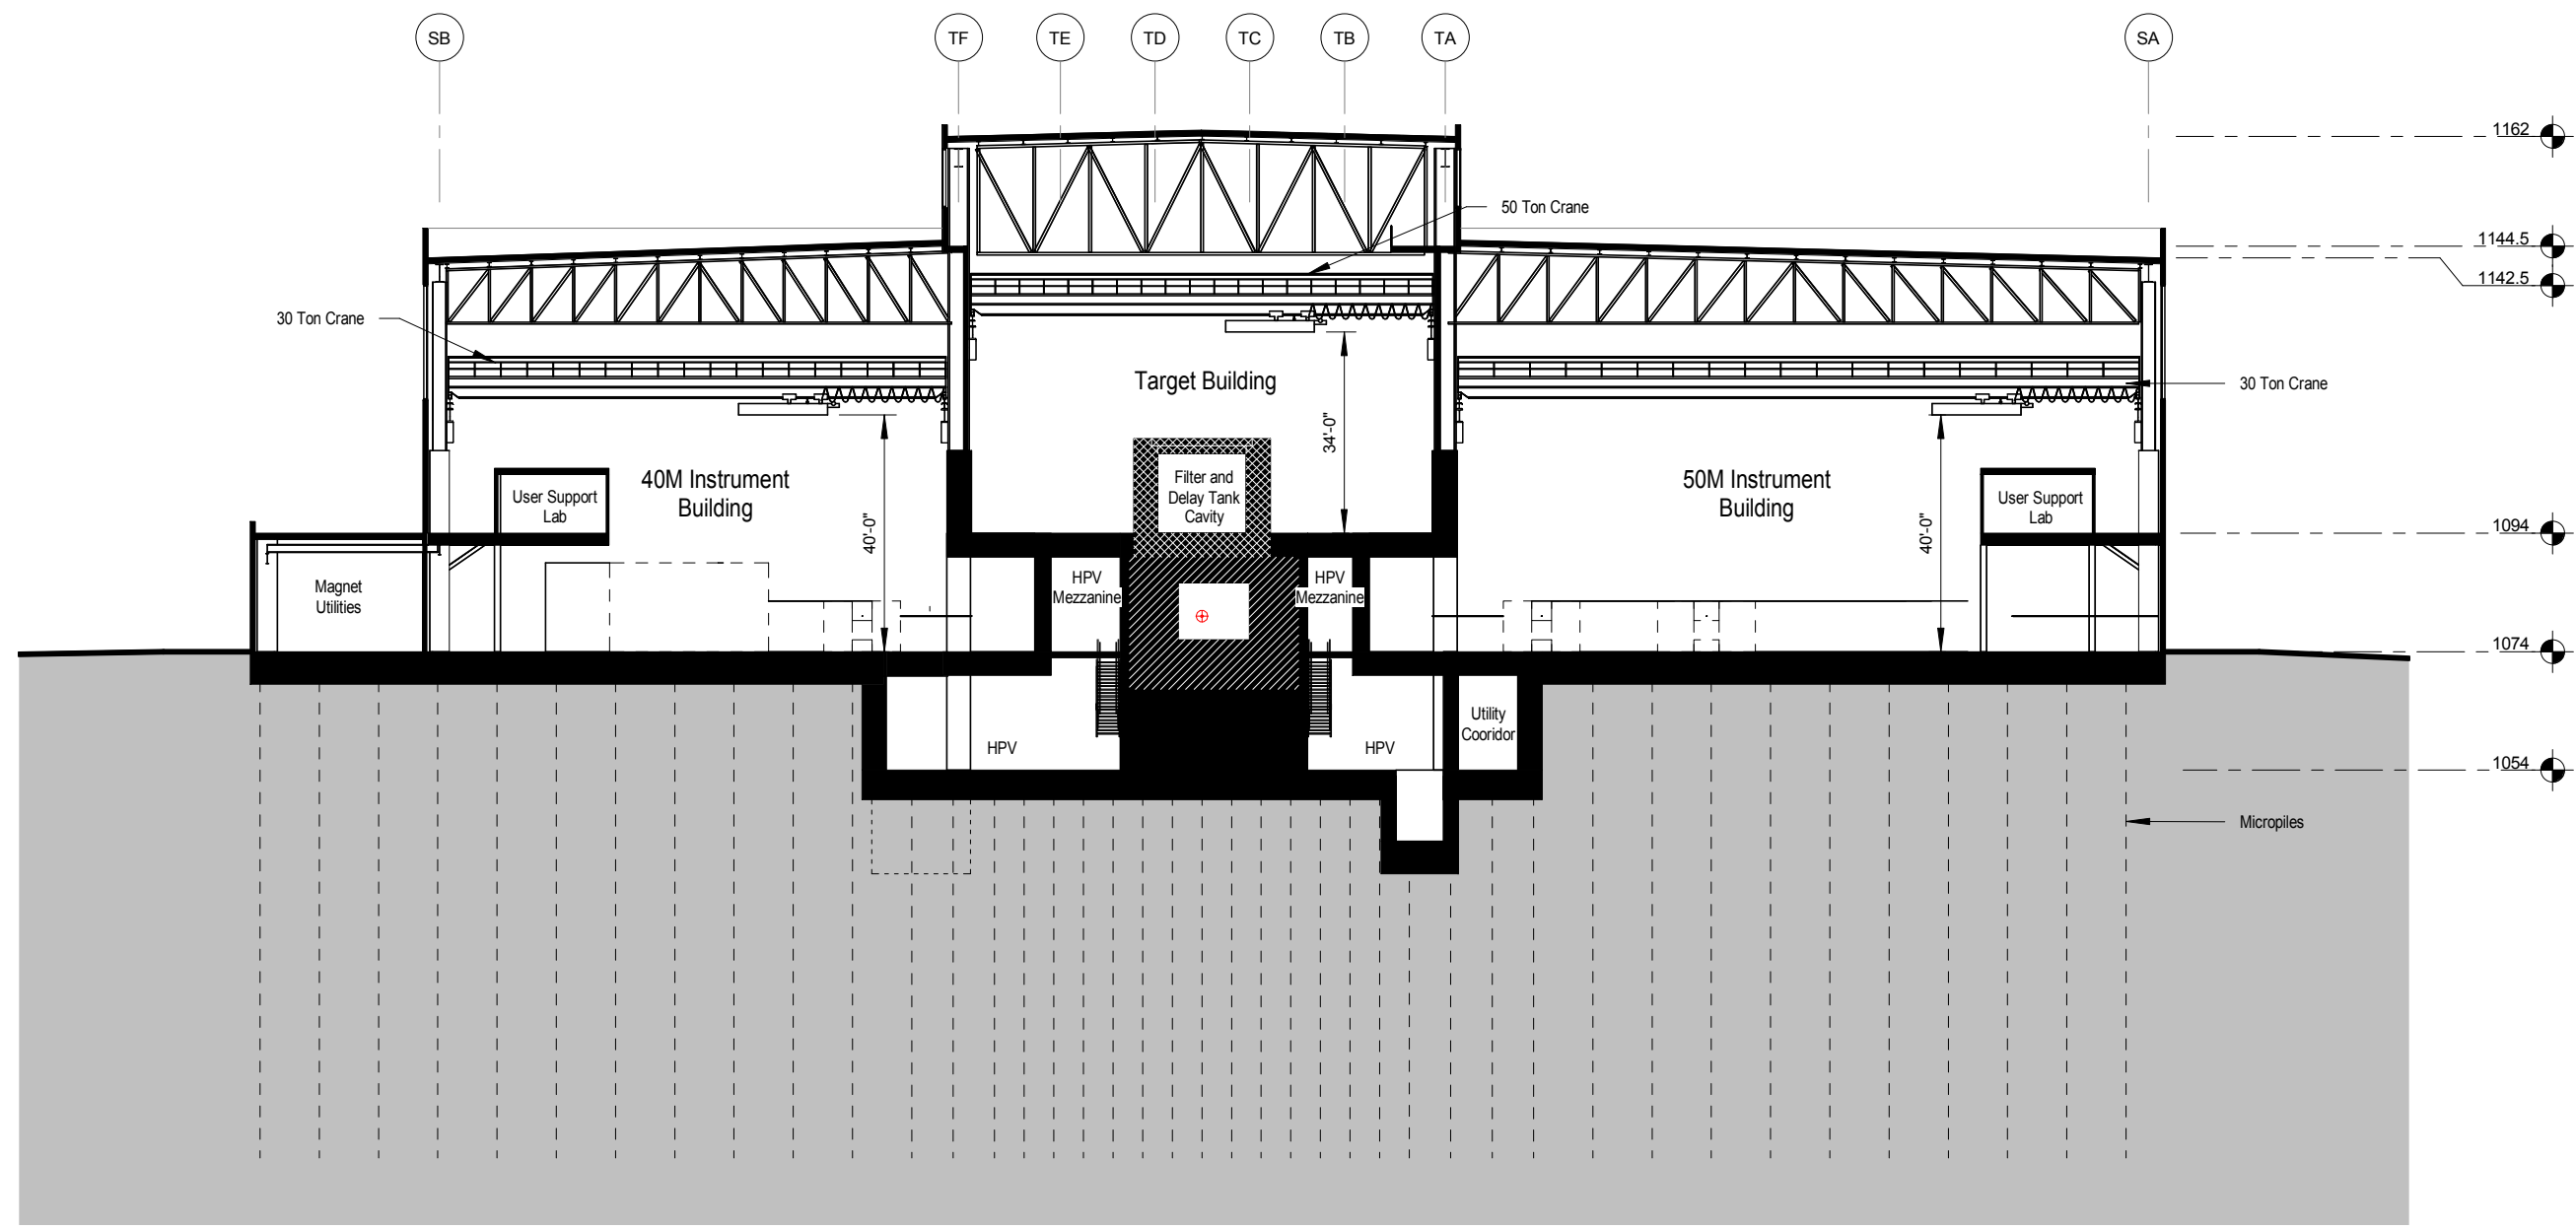 SB
TF
TE
TD
TC
TB
TA
SA
1162
50 Ton Crane
1144.5
1142.5
30 Ton Crane
Target Building
30 Ton Crane
34'-0"
40M Instrument
Building
Filter and
Delay Tank
Cavity
50M Instrument
Building
User Support
Lab
User Support
Lab
40'-0"
40'-0"
1094
Magnet
Utilities
HPV
Mezzanine
HPV
Mezzanine
1074
HPV
HPV
Utility
Cooridor
1054
Micropiles